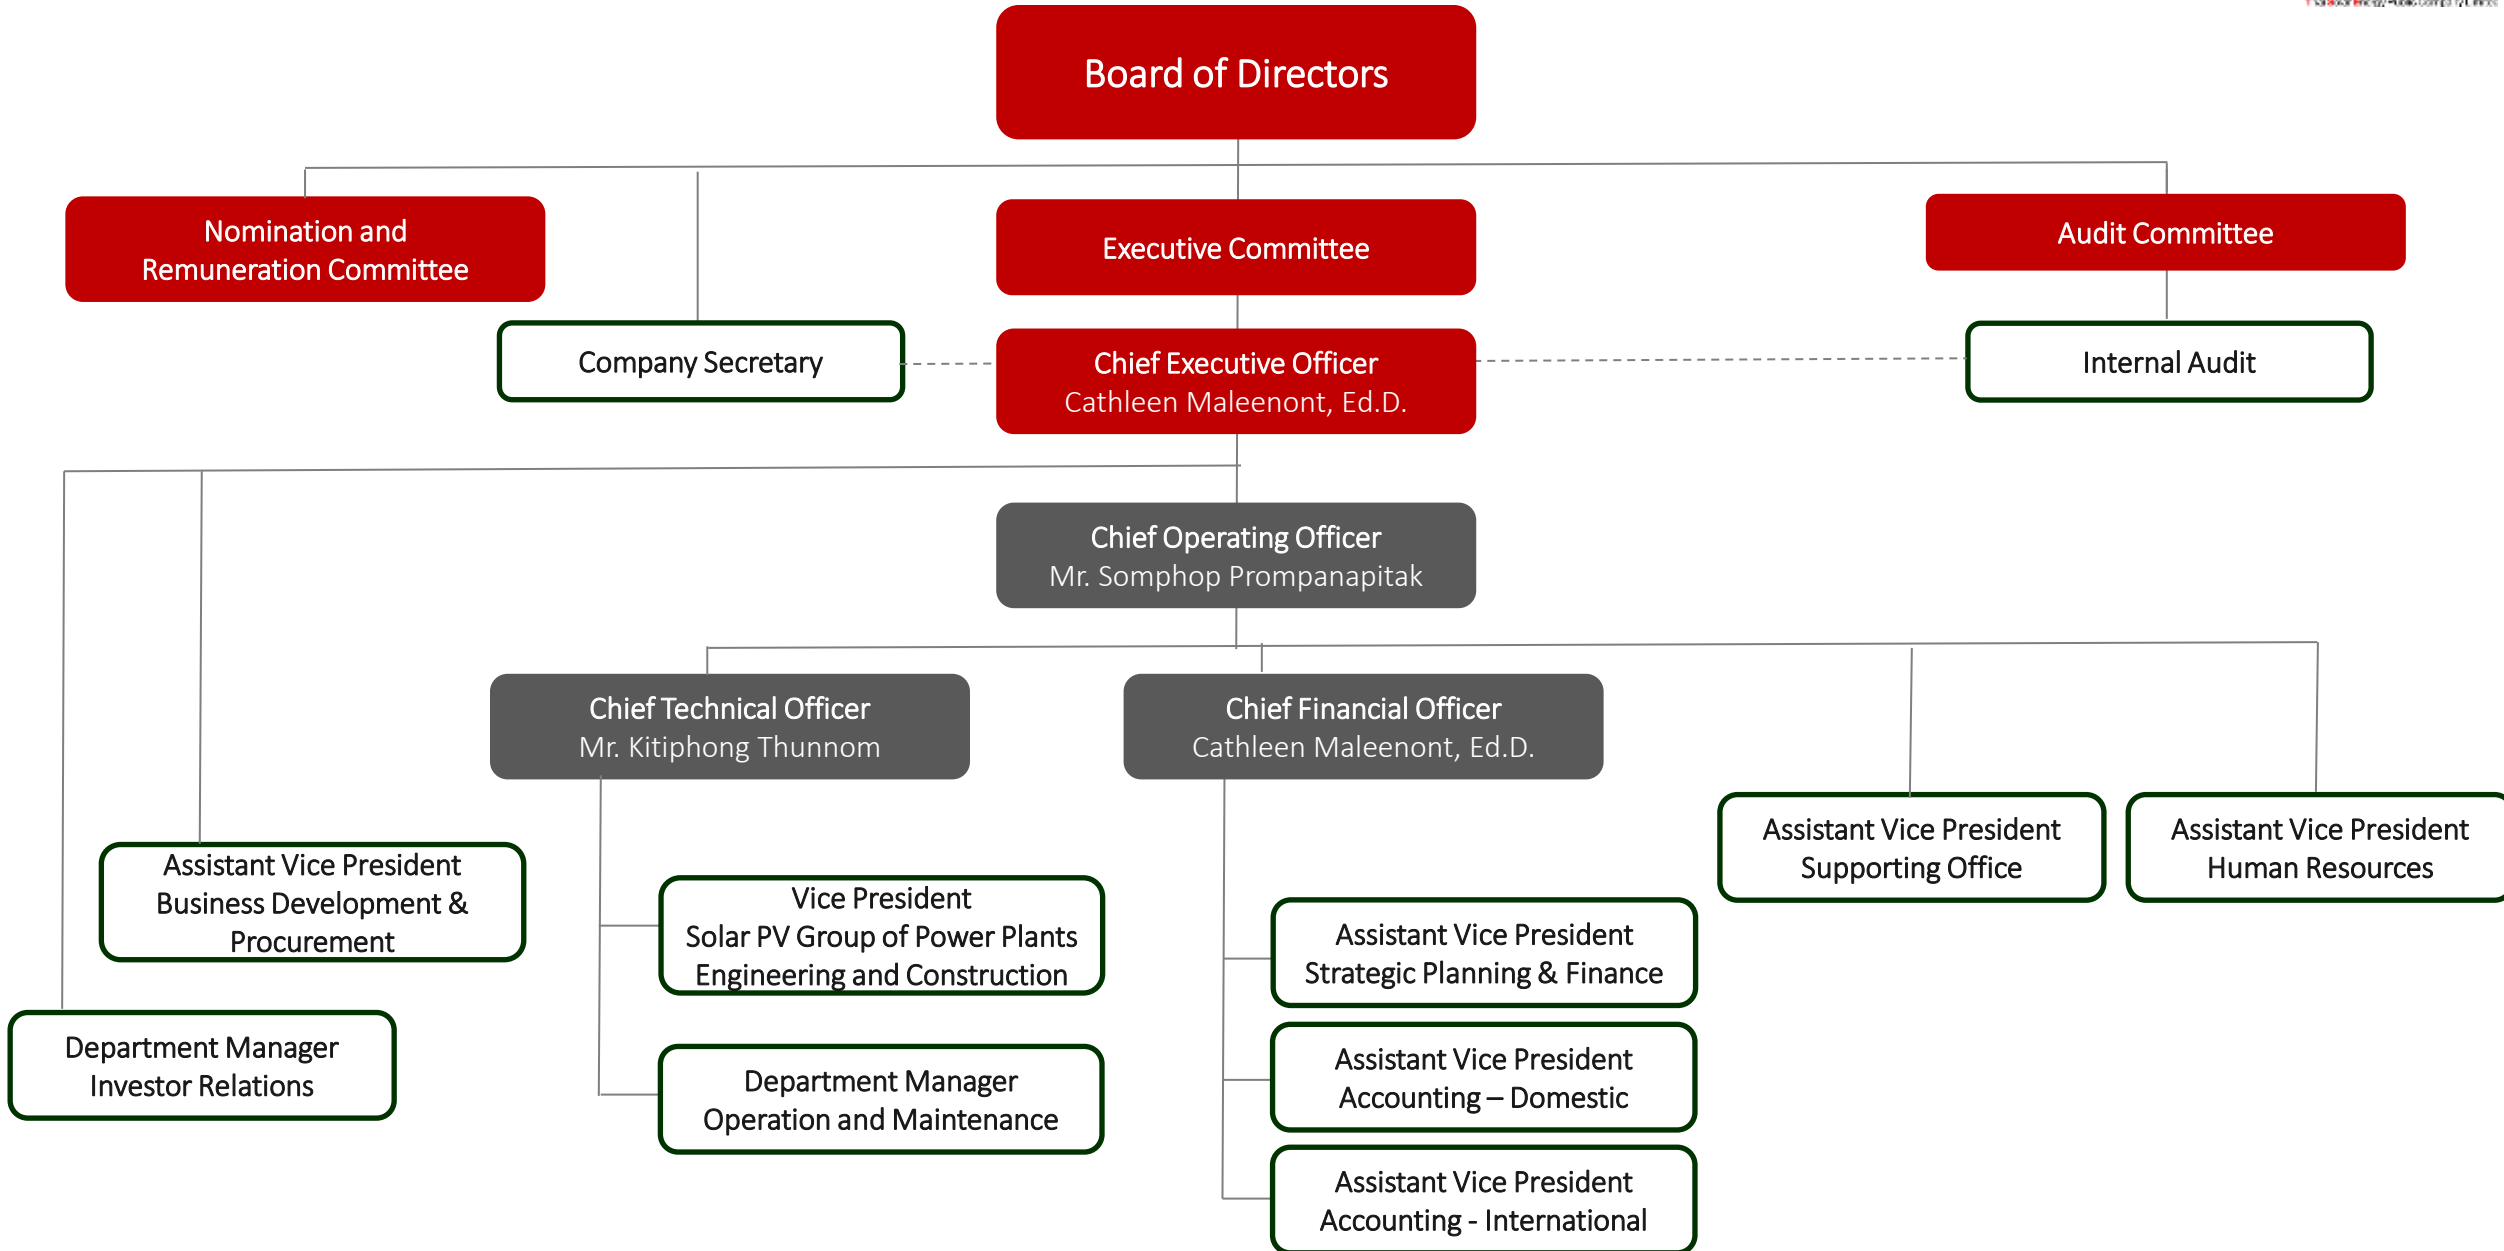 Board of Directors
Nomination and
Remuneration Committee
Executive Committee
Audit Committee
Company Secretary
Chief Executive Officer
Cathleen Maleenont, Ed.D.
Internal Audit
Chief Operating Officer
Mr. Somphop Prompanapitak
Chief Technical Officer
Mr. Kitiphong Thunnom
Chief Financial Officer
Cathleen Maleenont, Ed.D.
Assistant Vice President
Supporting Office
Assistant Vice President
Human Resources
Assistant Vice President
Business Development &
Procurement
Vice President
Solar PV Group of Power Plants
Engineering and Construction
Assistant Vice President
Strategic Planning & Finance
Department Manager
Investor Relations
Department Manager
Operation and Maintenance
Assistant Vice President
Accounting – Domestic
Assistant Vice President
Accounting - International